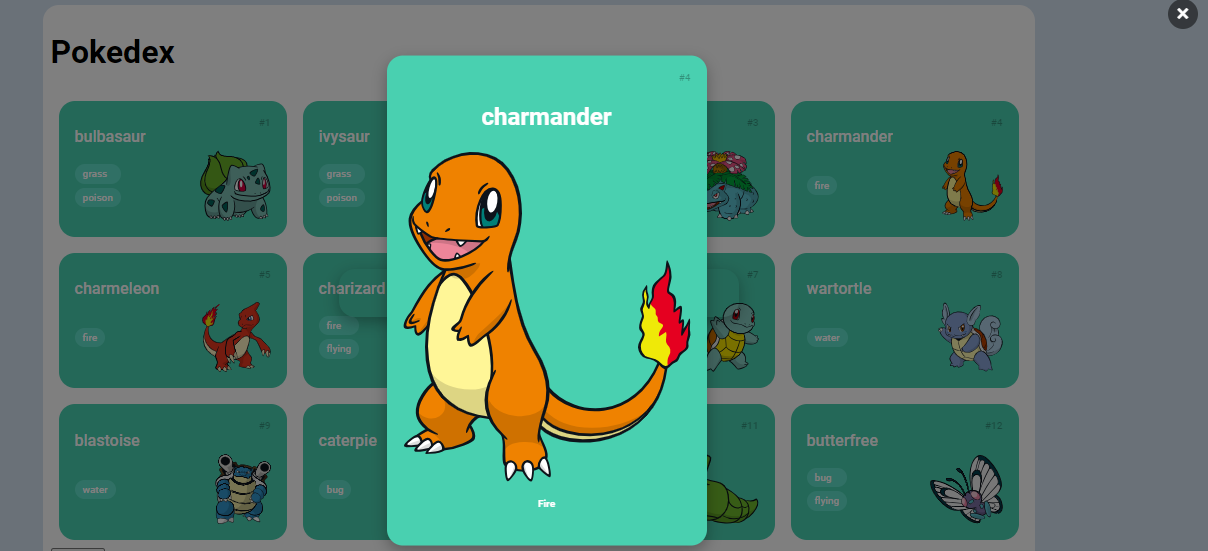 Pokedex
#4
charmander
Fire
#1
bulbasaur
grass
poison
ivysaur
grass
poison
#3
#4
charmander
fire
#5
charmeleon
fire
charizard
fire
flying
#7
#8
wartortle
water
#9
blastoise
water
caterpie
bug
#11
#12
butterfree
bug
flying